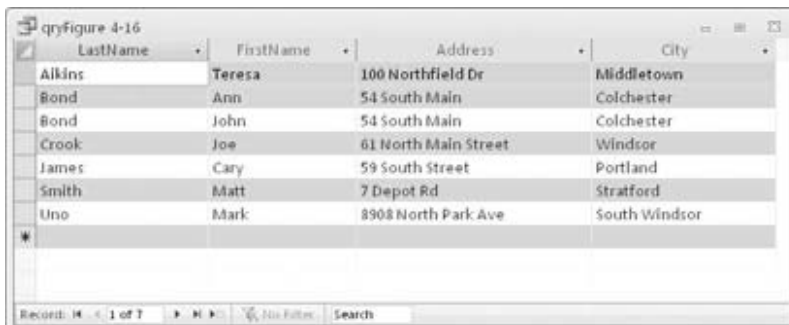 qryFigure 4-16
LastName FirstName Address City
Aikins Teresa 100 Northfield Dr Middletown
Bond Ann 54 South Main Colchester
Bond John 54 South Main Colchester
Crook Joe 61 North Main Street Windsor
James Cary 59 South Street Portland
Smith Matt 7 Depot Rd Stratford
Uno Mark 8908 North Park Ave South Windsor
Record: 1 of 7 No Filter Search